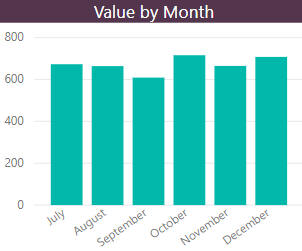 Value by Month
800
600
400
200
0
July
August
September
October
November
December